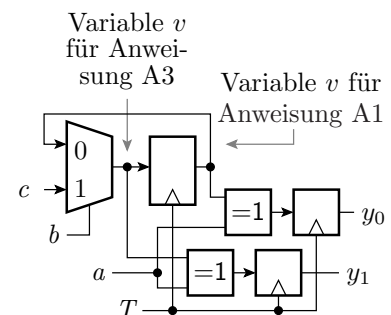 Variable v
für Anwei-
sung A3
Variable v für
Anweisung A1
0
c
1
=1
y₀
b
a
=1
y₁
T